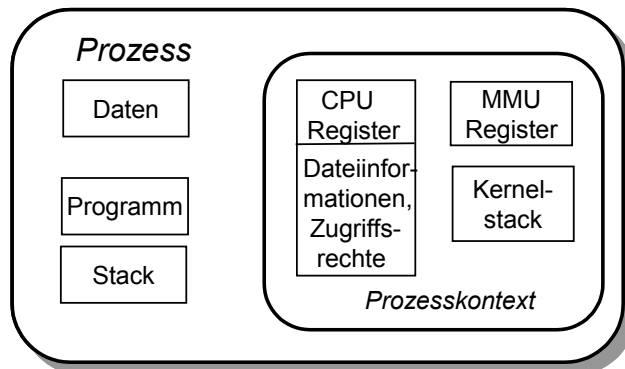 Prozess
Daten
Programm
Stack
CPU
Register
Dateiinfor-
mationen,
Zugriffs-
rechte
MMU
Register
Kernel-
stack
Prozesskontext